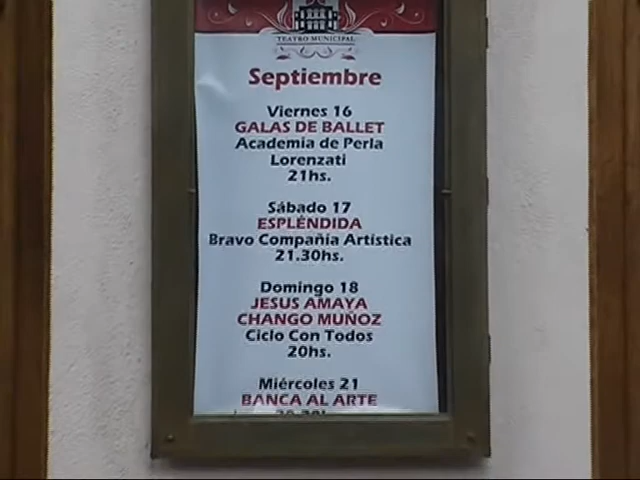 TEATRO MUNICIPAL
Septiembre
Viernes 16
GALAS DE BALLET
Academia de Perla
Lorenzati
21hs.
Sábado 17
ESPLÉNDIDA
Bravo Compañía Artística
21.30hs.
Domingo 18
JESUS AMAYA
CHANGO MUÑOZ
Ciclo Con Todos
20hs.
Miércoles 21
BANCA AL ARTE